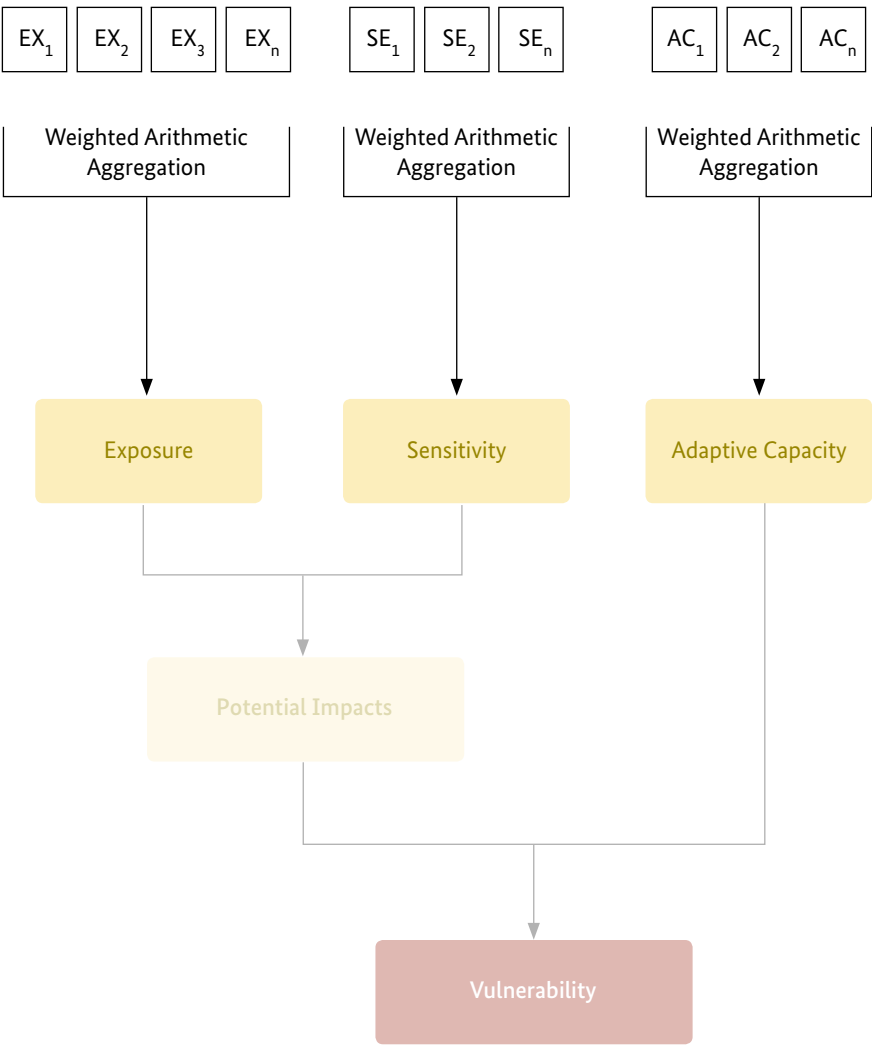 EX1 EX2 EX3 EXn SE1 SE2 SEn AC1 AC2 ACn
Weighted Arithmetic
Aggregation
Weighted Arithmetic
Aggregation
Weighted Arithmetic
Aggregation
Exposure
Sensitivity
Adaptive Capacity
Potential Impacts
Vulnerability